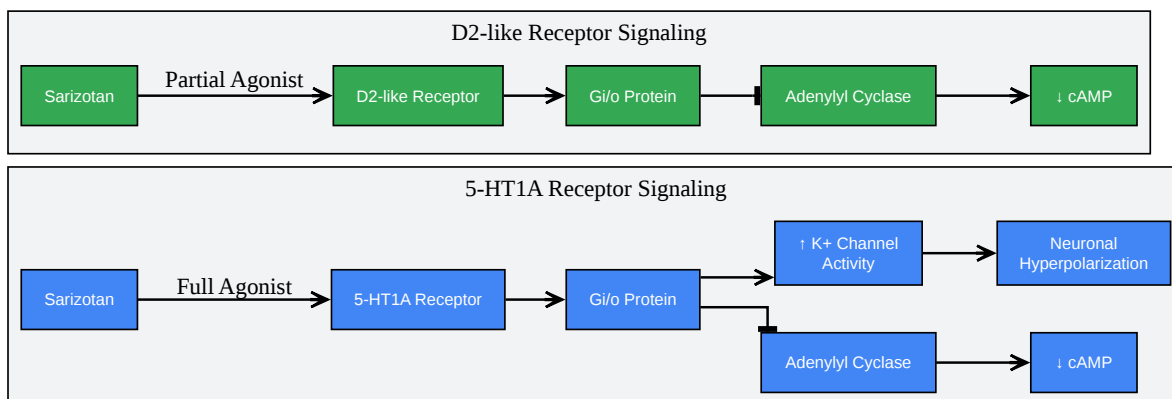 D2-like Receptor Signaling
Sarizotan
Partial Agonist
D2-like Receptor
Gi/o Protein
Adenylyl Cyclase
↓ cAMP
5-HT1A Receptor Signaling
↑ K+ Channel
Activity
Neuronal
Hyperpolarization
Sarizotan
Full Agonist
5-HT1A Receptor
Gi/o Protein
Adenylyl Cyclase
↓ cAMP